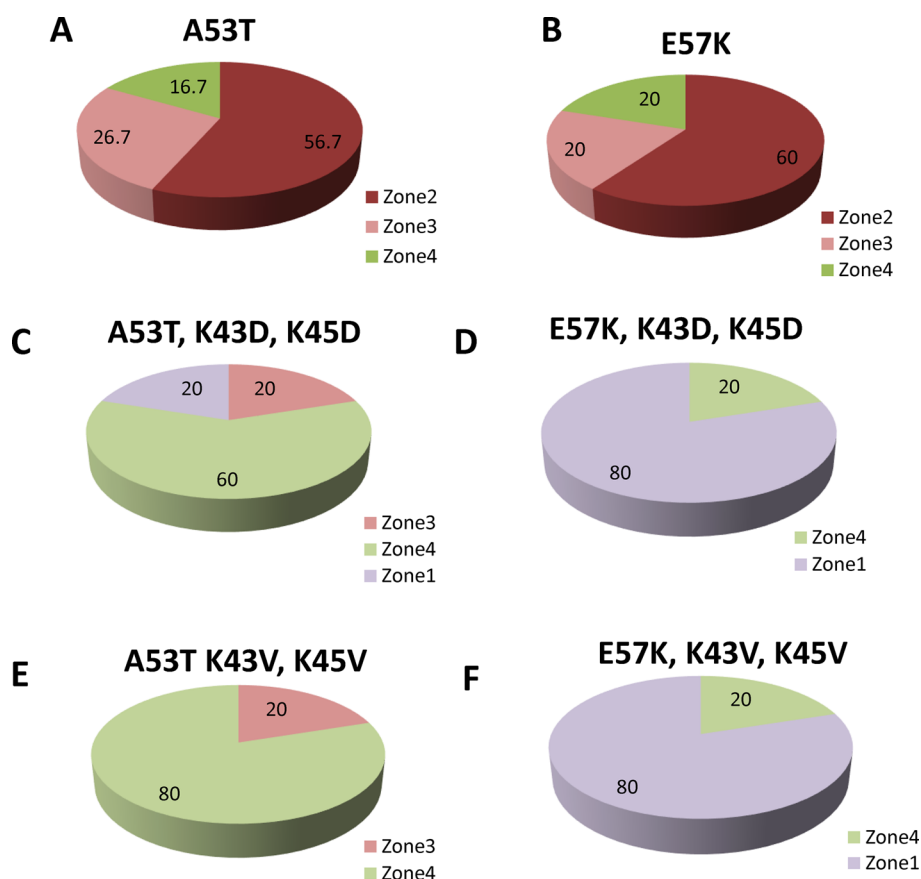 A
A53T
16.7
26.7
56.7
Zone2
Zone3
Zone4
B
E57K
20
20
60
Zone2
Zone3
Zone4
C
A53T, K43D, K45D
20
20
60
Zone3
Zone4
Zone1
D
E57K, K43D, K45D
20
80
Zone4
Zone1
E
A53T K43V, K45V
20
80
Zone3
Zone4
F
E57K, K43V, K45V
20
80
Zone4
Zone1